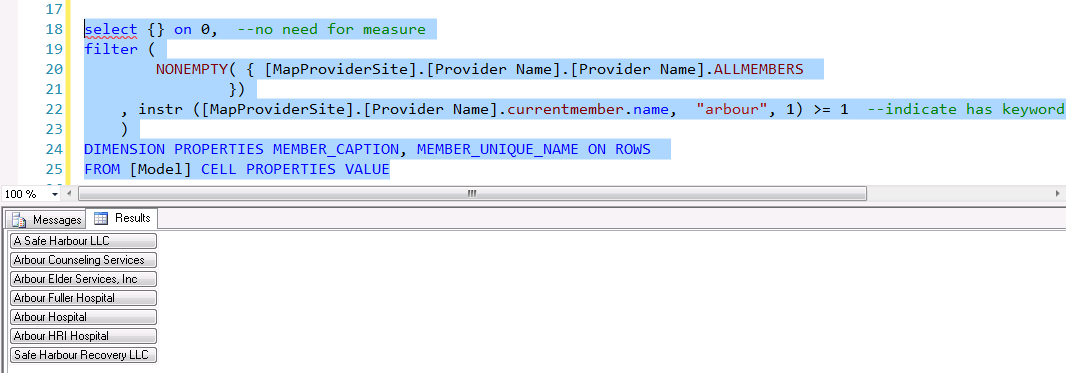 17
18 select {} on 0, --no need for measure
19 filter (
20 NONEMPTY( { [MapProviderSite].[Provider Name].[Provider Name].ALLMEMBERS
21 })
22 , instr ([MapProviderSite].[Provider Name].currentmember.name, "arbour", 1) >= 1 --indicate has keyword
23 )
24 DIMENSION PROPERTIES MEMBER_CAPTION, MEMBER_UNIQUE_NAME ON ROWS
25 FROM [Model] CELL PROPERTIES VALUE
100 %
Messages Results
A Safe Harbour LLC
Arbour Counseling Services
Arbour Elder Services, Inc
Arbour Fuller Hospital
Arbour Hospital
Arbour HRI Hospital
Safe Harbour Recovery LLC